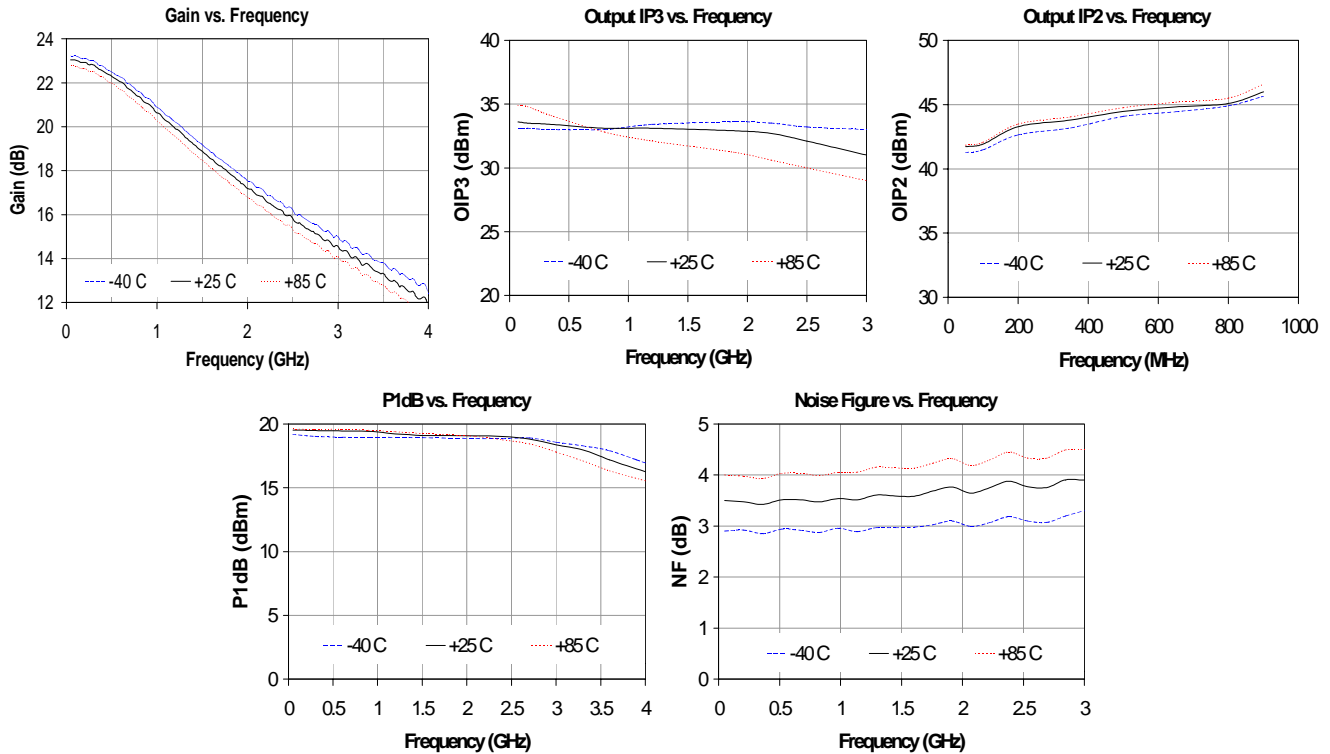 Gain vs. Frequency
24
22
20
18
16
14
12
Gain (dB)
-40 C
+25 C
+85 C
0
1
2
3
4
Frequency (GHz)
Output IP3 vs. Frequency
40
35
30
25
20
OIP3 (dBm)
-40 C
+25 C
+85 C
0
0.5
1
1.5
2
2.5
3
Frequency (GHz)
Output IP2 vs. Frequency
50
45
40
35
30
OIP2 (dBm)
-40 C
+25 C
+85 C
0
200
400
600
800
1000
Frequency (MHz)
P1dB vs. Frequency
20
15
10
5
0
P1dB (dBm)
-40 C
+25 C
+85 C
0
0.5
1
1.5
2
2.5
3
3.5
4
Frequency (GHz)
Noise Figure vs. Frequency
5
4
3
2
1
0
NF (dB)
-40 C
+25 C
+85 C
0
0.5
1
1.5
2
2.5
3
Frequency (GHz)